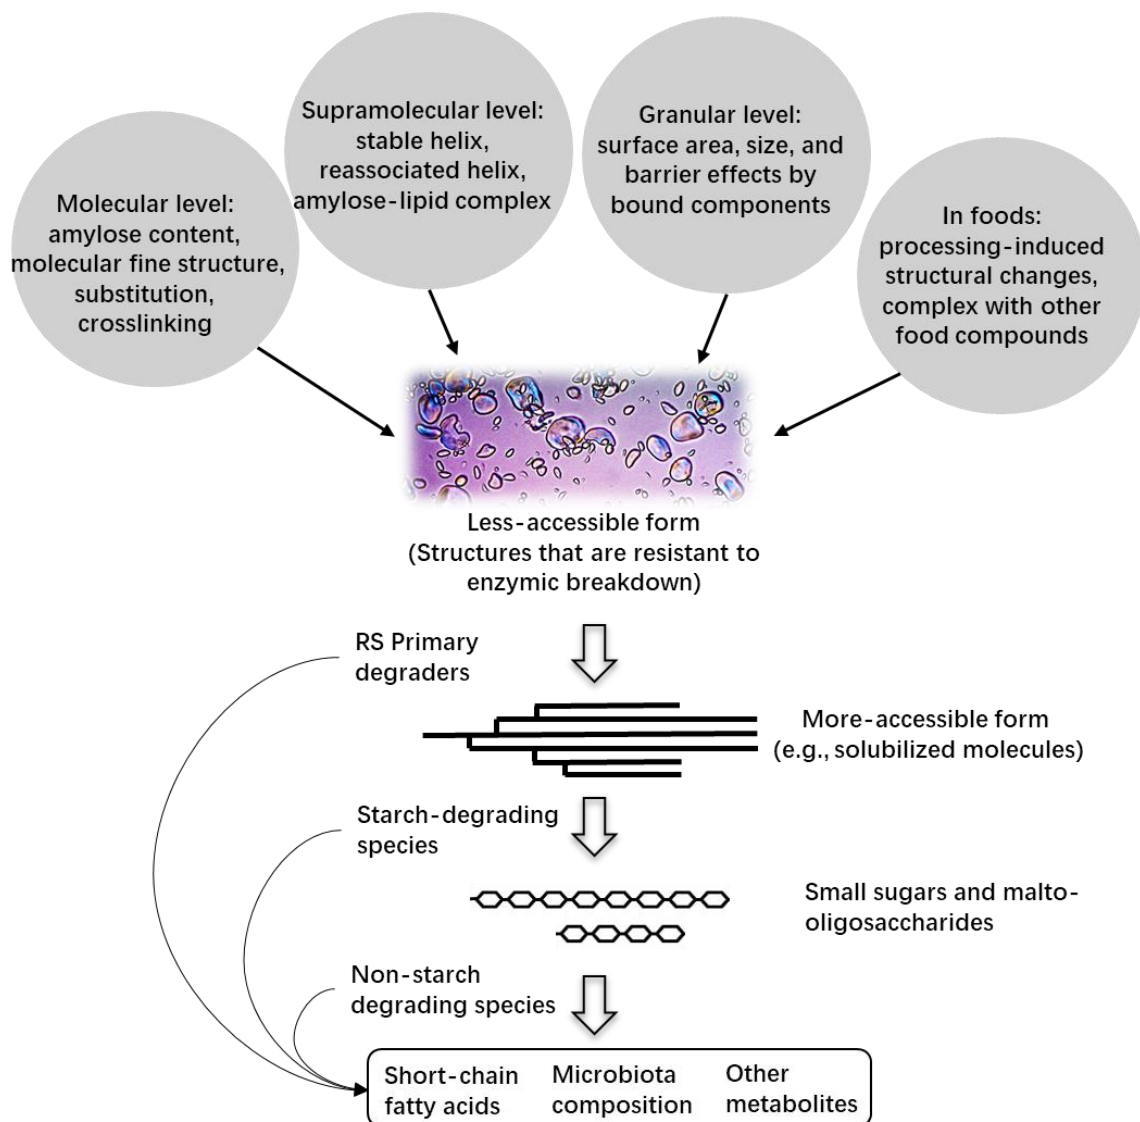 Supramolecular level:
stable helix,
reassociated helix,
amylose-lipid complex
Granular level:
surface area, size, and
barrier effects by
bound components
Molecular level:
amylose content,
molecular fine structure,
substitution,
crosslinking
In foods:
processing-induced
structural changes,
complex with other
food compounds
Less-accessible form
(Structures that are resistant to
enzymic breakdown)
RS Primary
degraders
More-accessible form
(e.g., solubilized molecules)
Starch-degrading
species
Small sugars and malto-
oligosaccharides
Non-starch
degrading species
Short-chain
fatty acids
Microbiota
composition
Other
metabolites